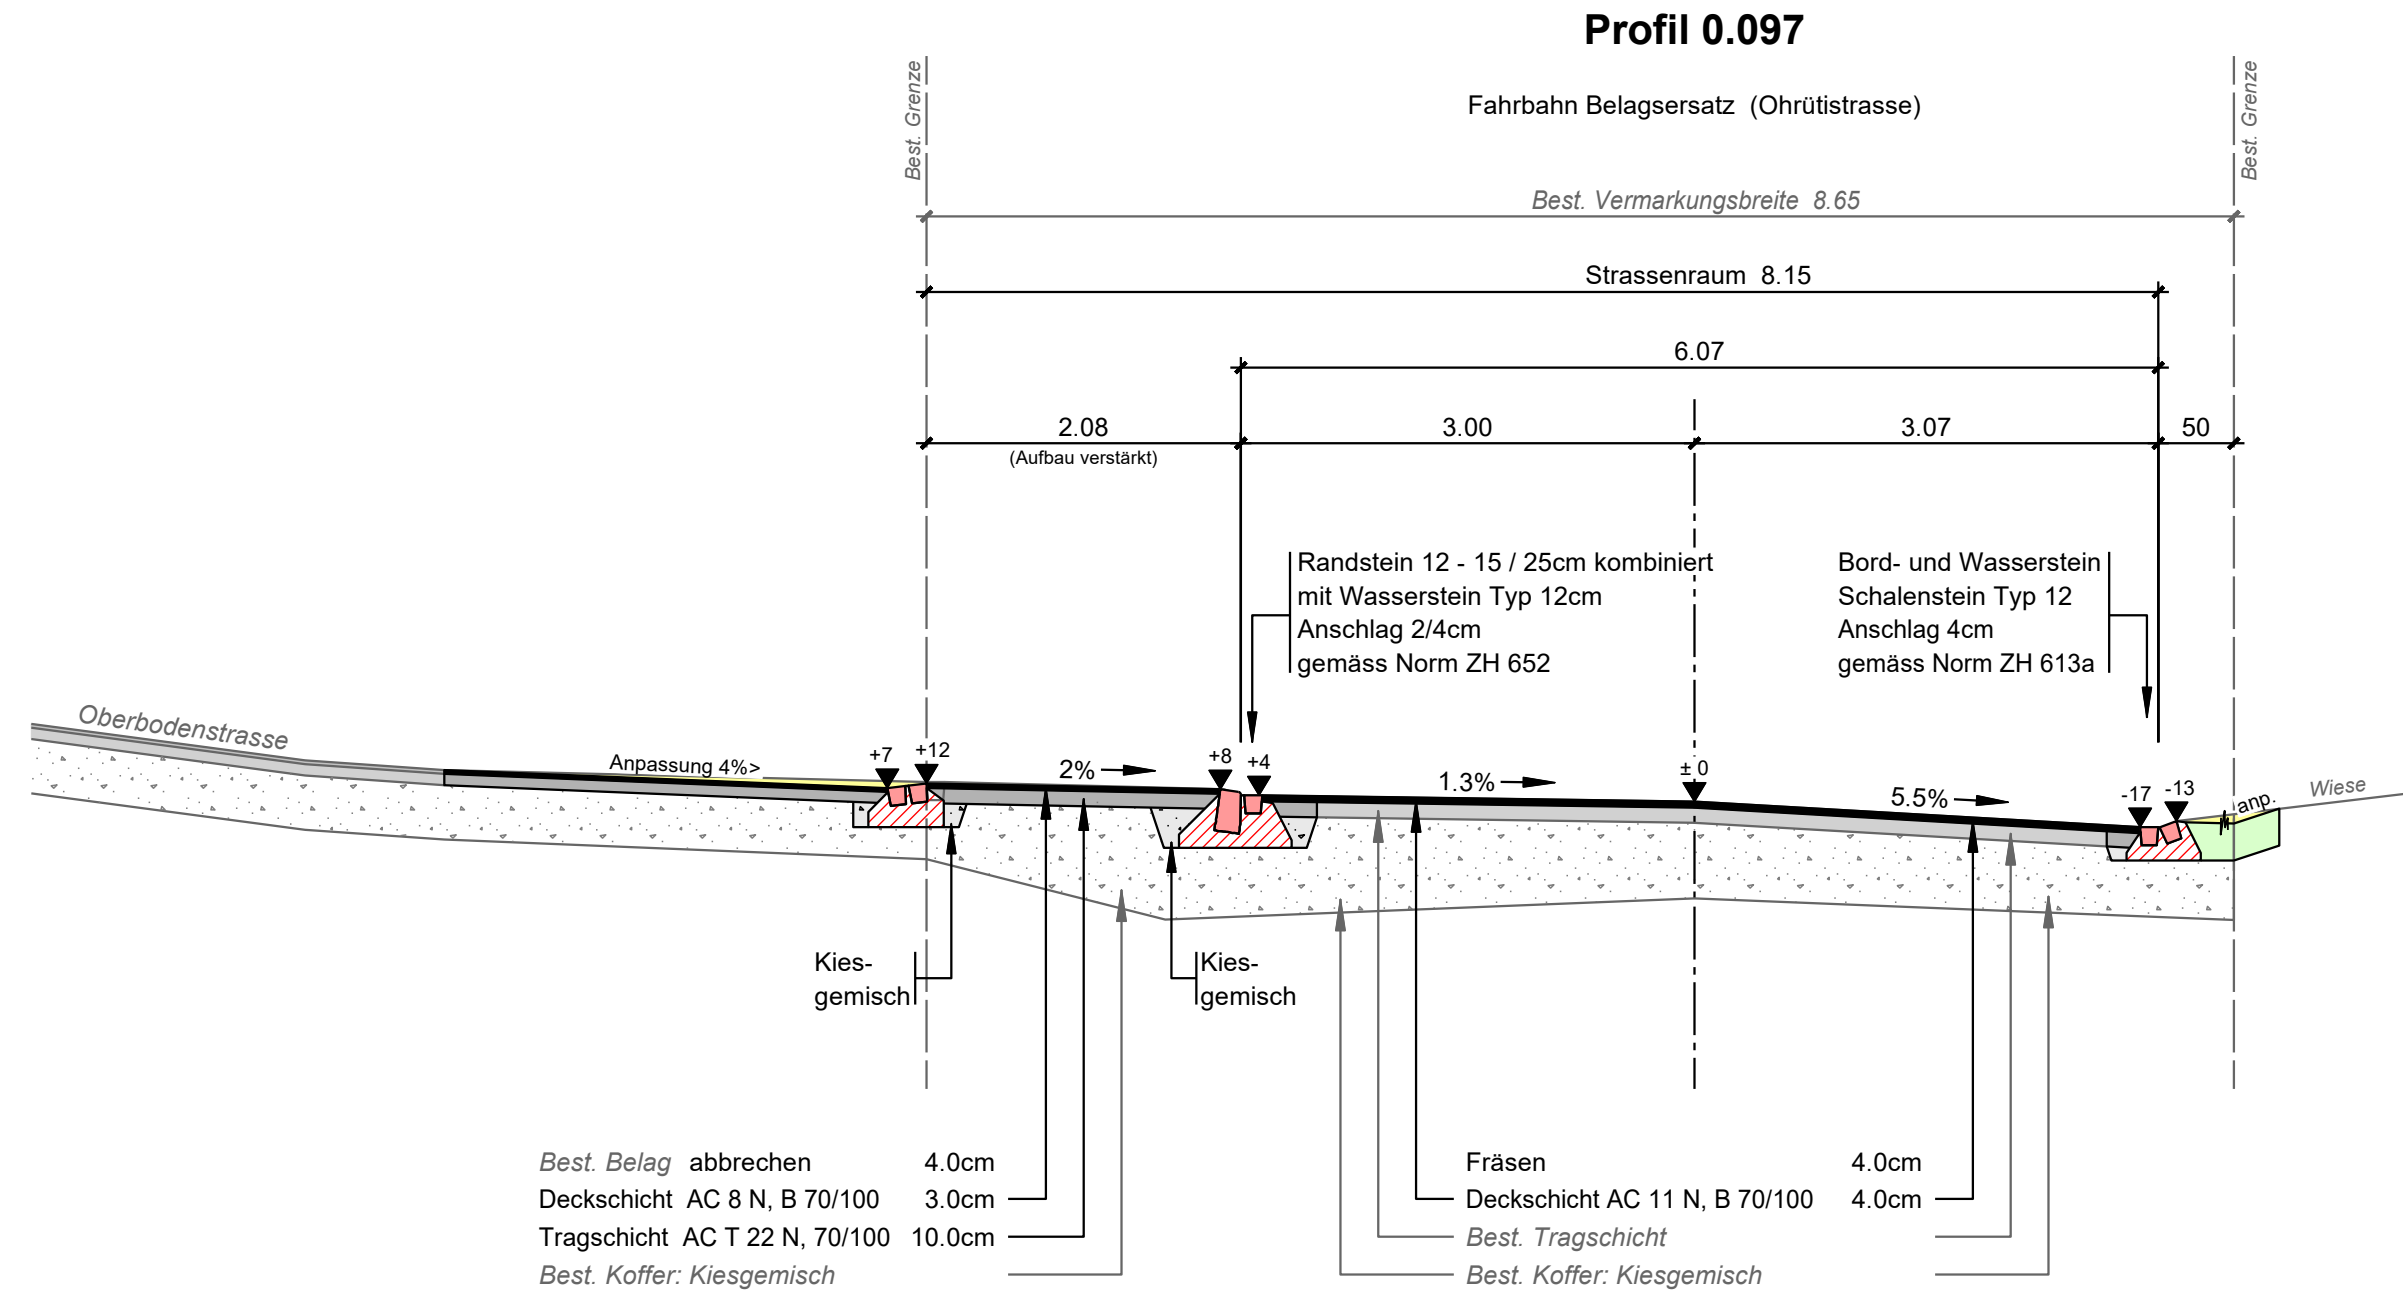 Profil 0.097
Fahrbahn Belagsersatz (Ohrütistrasse)
Best. Grenze
Best. Grenze
Best. Vermarkungsbreite 8.65
Strassenraum 8.15
6.07
2.08
3.00
3.07
50
(Aufbau verstärkt)
Randstein 12 - 15 / 25cm kombiniert
mit Wasserstein Typ 12cm
Anschlag 2/4cm
gemäss Norm ZH 652
Bord- und Wasserstein
Schalenstein Typ 12
Anschlag 4cm
gemäss Norm ZH 613a
Oberbodenstrasse
Anpassung 4%>
+7
+12
2%
+8
+4
1.3%
± 0
5.5%
-17
-13
anp.
Wiese
Kies-
gemisch
Kies-
gemisch
Best. Belag abbrechen 4.0cm
Deckschicht AC 8 N, B 70/100 3.0cm
Tragschicht AC T 22 N, 70/100 10.0cm
Best. Koffer: Kiesgemisch
Fräsen 4.0cm
Deckschicht AC 11 N, B 70/100 4.0cm
Best. Tragschicht
Best. Koffer: Kiesgemisch